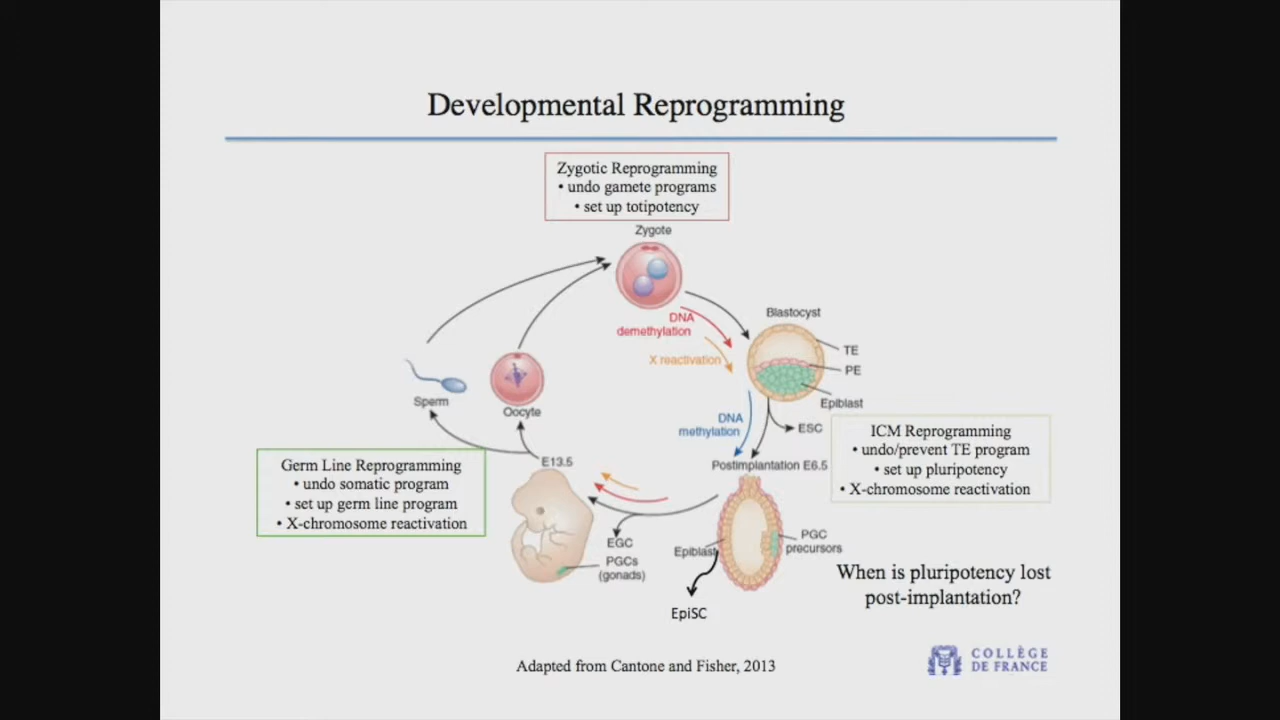 Developmental Reprogramming
Zygotic Reprogramming
• undo gamete programs
• set up totipotency
Zygote
DNA
demethylation
X reactivation
Blastocyst
TE
PE
Epiblast
Sperm
Oocyte
DNA
methylation
ESC
ICM Reprogramming
• undo/prevent TE program
• set up pluripotency
• X-chromosome reactivation
Germ Line Reprogramming
• undo somatic program
• set up germ line program
• X-chromosome reactivation
E13.5
Postimplantation E6.5
EGC
PGCs
(gonads)
Epiblast
PGC
precursors
EpiSC
When is pluripotency lost
post-implantation?
Adapted from Cantone and Fisher, 2013
COLLÈGE
DE FRANCE